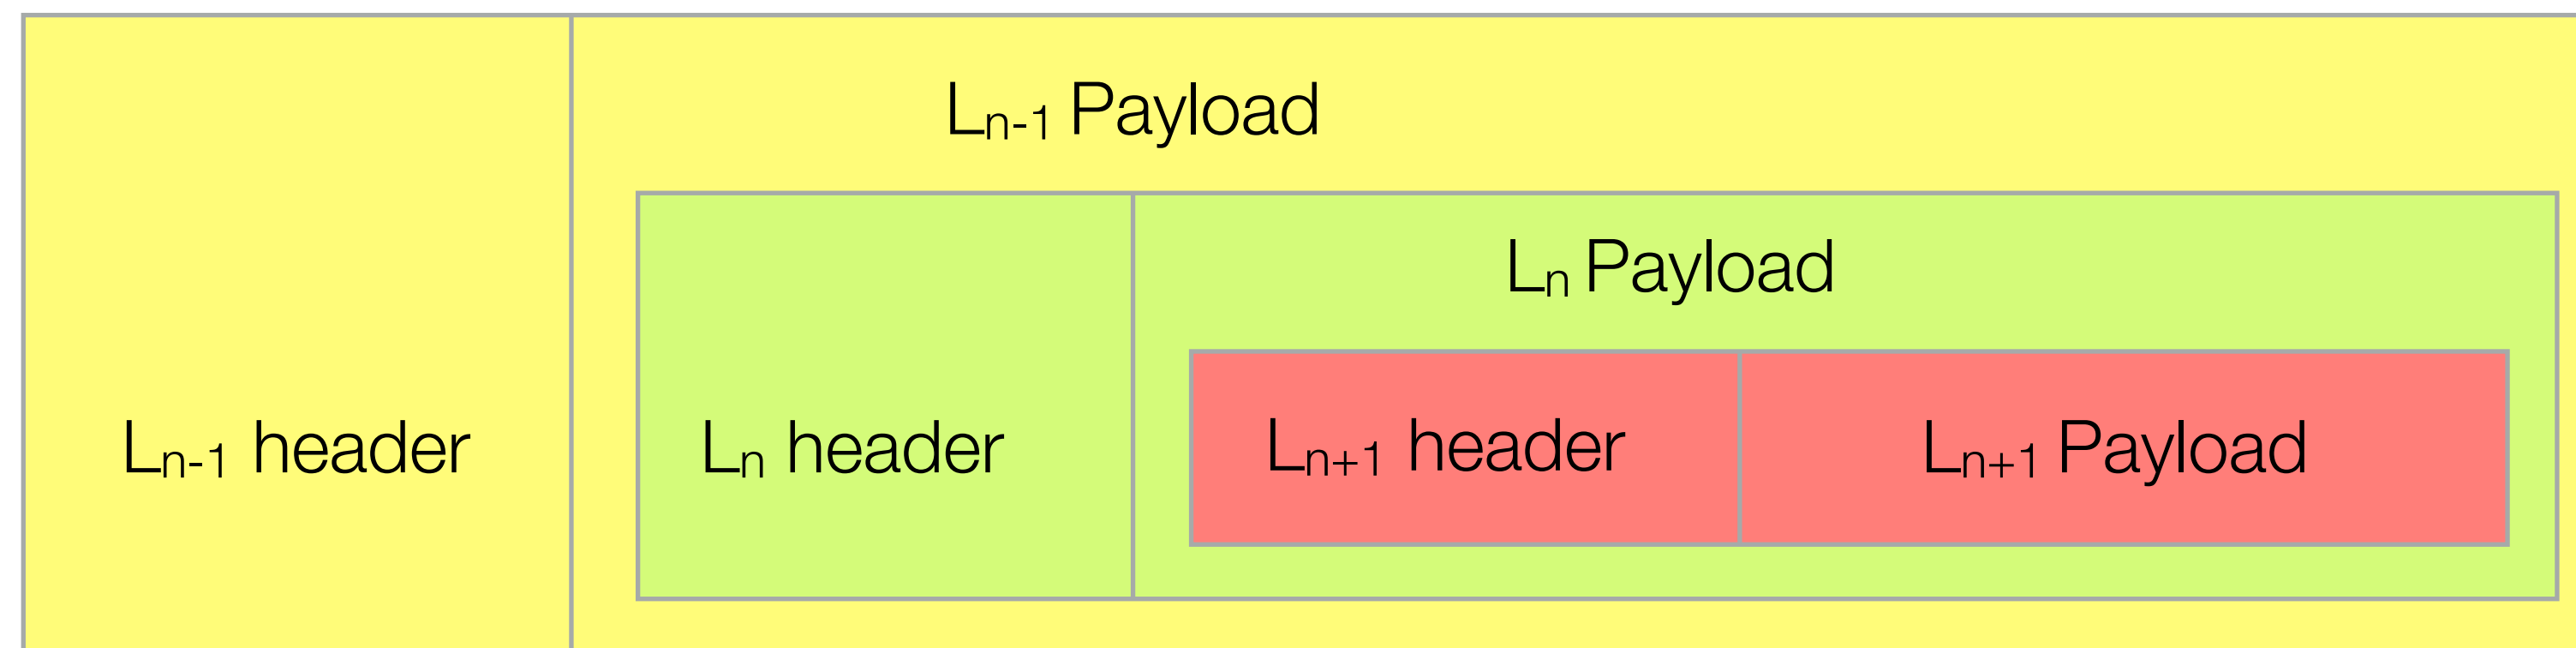 Lₙ₋₁ Payload
Lₙ Payload
Lₙ₋₁ header
Lₙ header
Lₙ₊₁ header
Lₙ₊₁ Payload